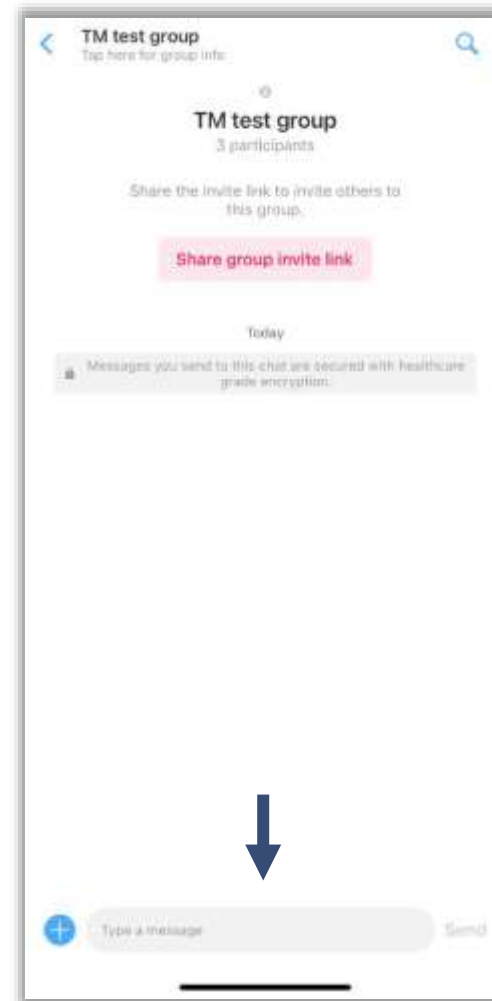 TM test group
Tap here for group info
TM test group
3 participants
Share the invite link to invite others to
this group.
Share group invite link
Today
Messages you send to this chat are secured with healthcare
grade encryption.
Type a message
Send